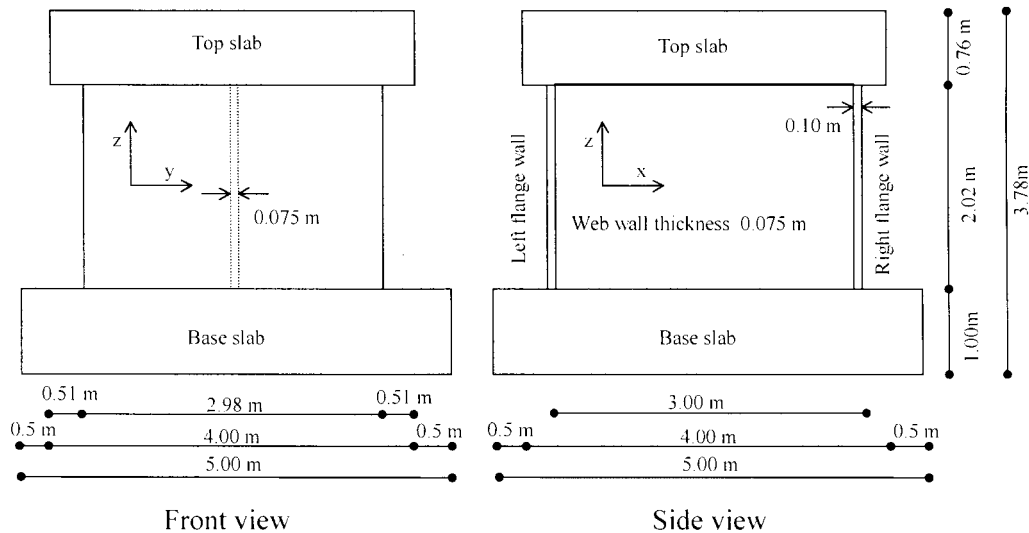 Top slab
z
y
0.075 m
Base slab
0.51 m
0.51 m
2.98 m
0.5 m
4.00 m
0.5 m
5.00 m
Front view
Top slab
0.10 m
z
x
Left flange wall
Web wall thickness 0.075 m
Right flange wall
Base slab
0.76 m
2.02 m
1.00m
3.78m
3.00 m
0.5 m
4.00 m
0.5 m
5.00 m
Side view